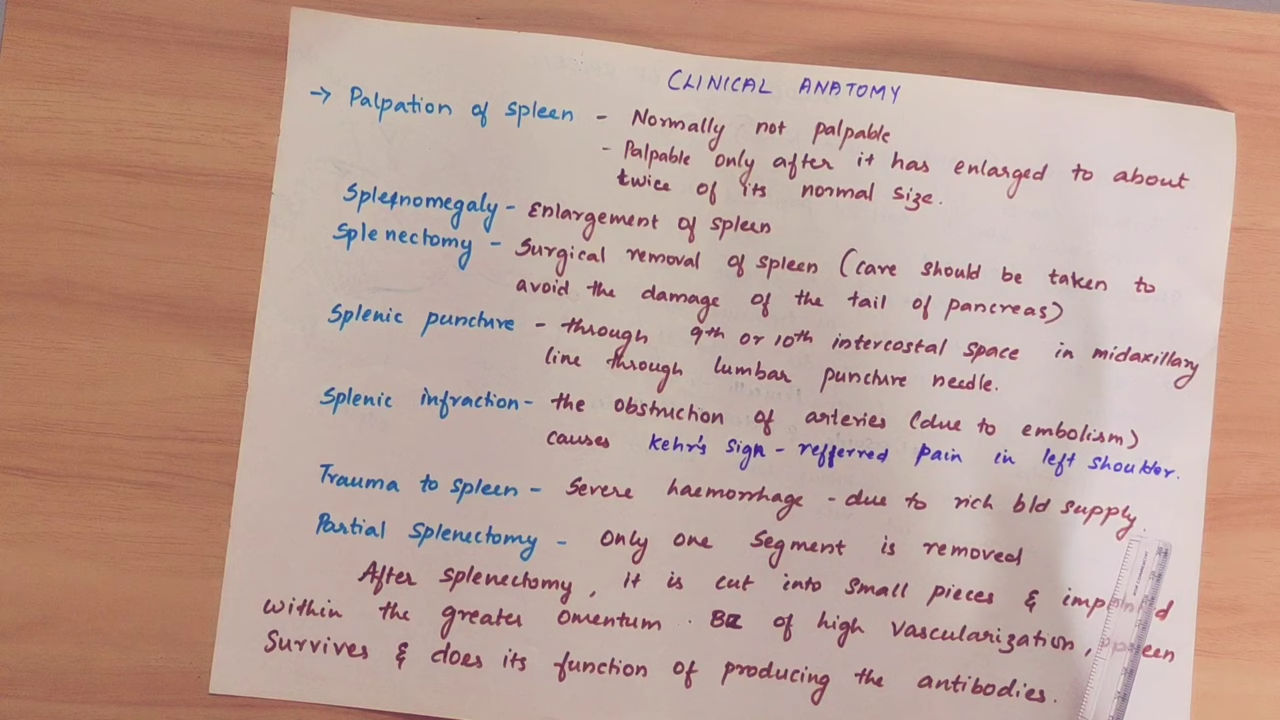 CLINICAL ANATOMY
→ Palpation of spleen - Normally not palpable
- Palpable only after it has enlarged to about
twice of its normal size.
Spleenomegaly - Enlargement of spleen
Splenectomy - Surgical removal of spleen (care should be taken to
avoid the damage of the tail of pancreas)
Splenic puncture - through 9th or 10th intercostal space in midaxillary
line through lumbar puncture needle.
Splenic infraction - the obstruction of arteries (due to embolism)
causes Kehr's sign - refferred pain in left shoulder.
Trauma to spleen - Severe haemorrhage - due to rich bld supply.
Partial splenectomy - only one segment is removed
After splenectomy, it is cut into small pieces &
within the greater omentum. Bz of high vascularization,
Survives & does its function of producing the antibodies.